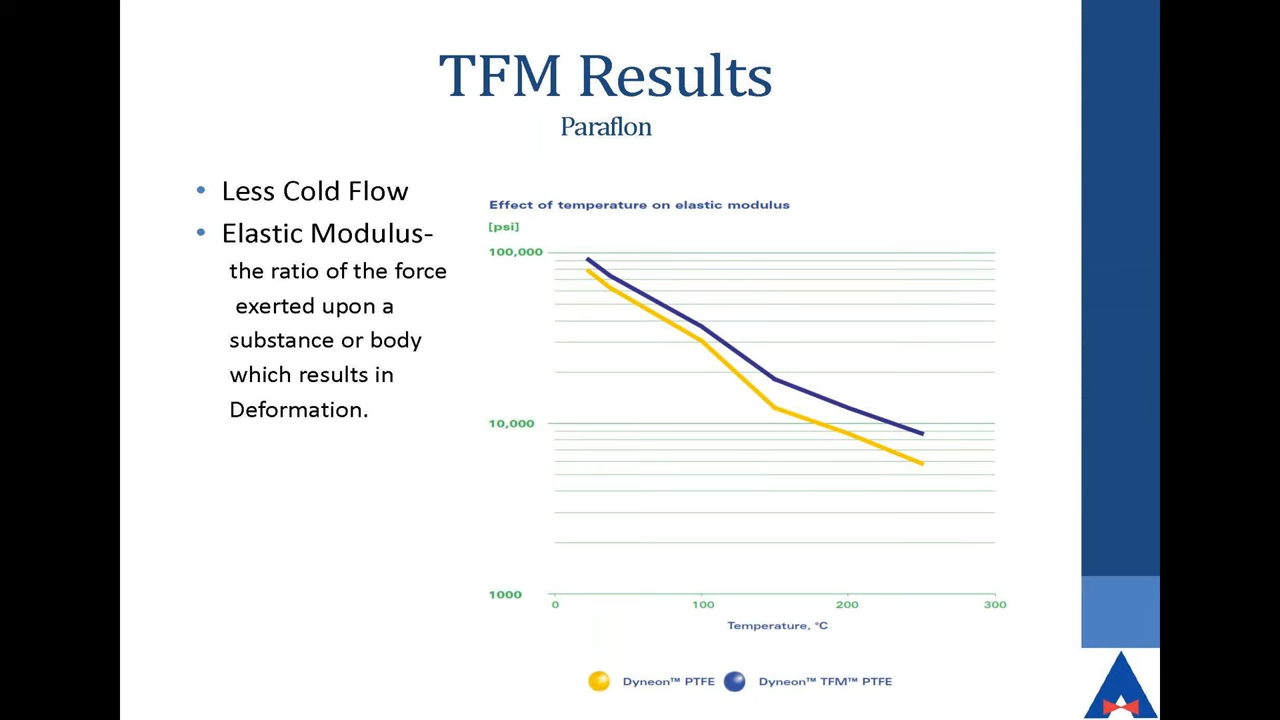 TFM Results
Paraflon
• Less Cold Flow
• Elastic Modulus-
the ratio of the force
exerted upon a
substance or body
which results in
Deformation.
Effect of temperature on elastic modulus
[psi]
100,000
10,000
1000
0 100 200 300
Temperature, °C
Dyneon™ PTFE Dyneon™ TFM™ PTFE